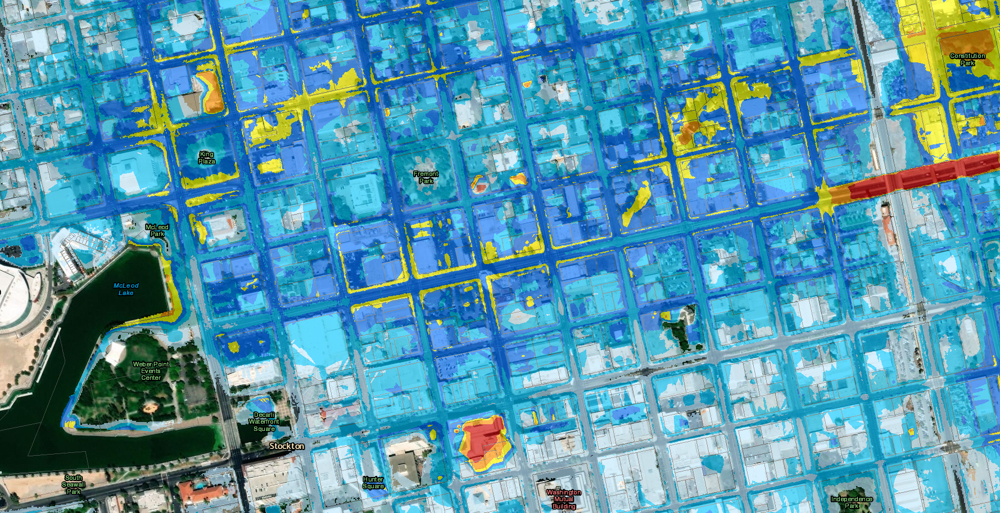 Constitution
Park
King
Plaza
Fremont
Park
McLeod
Park
McLeod
Lake
Weber Point
Events
Center
Decarli
Waterfront
Square
Stockton
South
Seawall
Park
Hunter
Square
Washington
Mutual
Building
Independence
Park